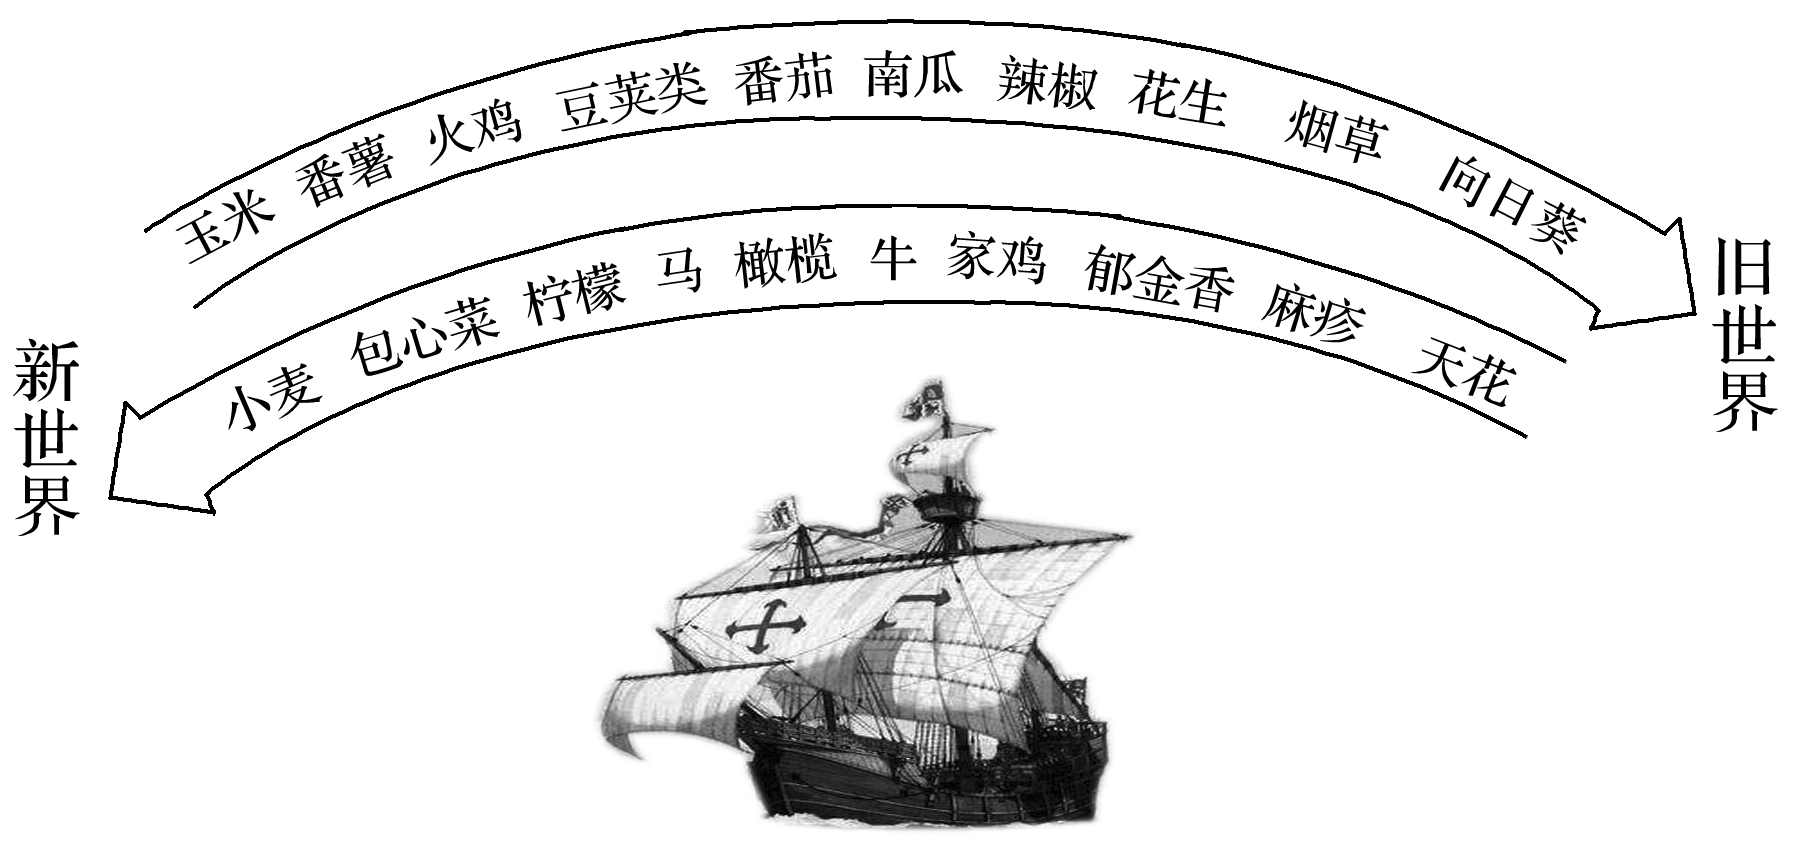 玉米 番薯 火鸡 豆荚类 番茄 南瓜 辣椒 花生 烟草 向日葵
小麦 包心菜 柠檬 马 橄榄 牛 家鸡 郁金香 麻疹 天花
新世界
旧世界